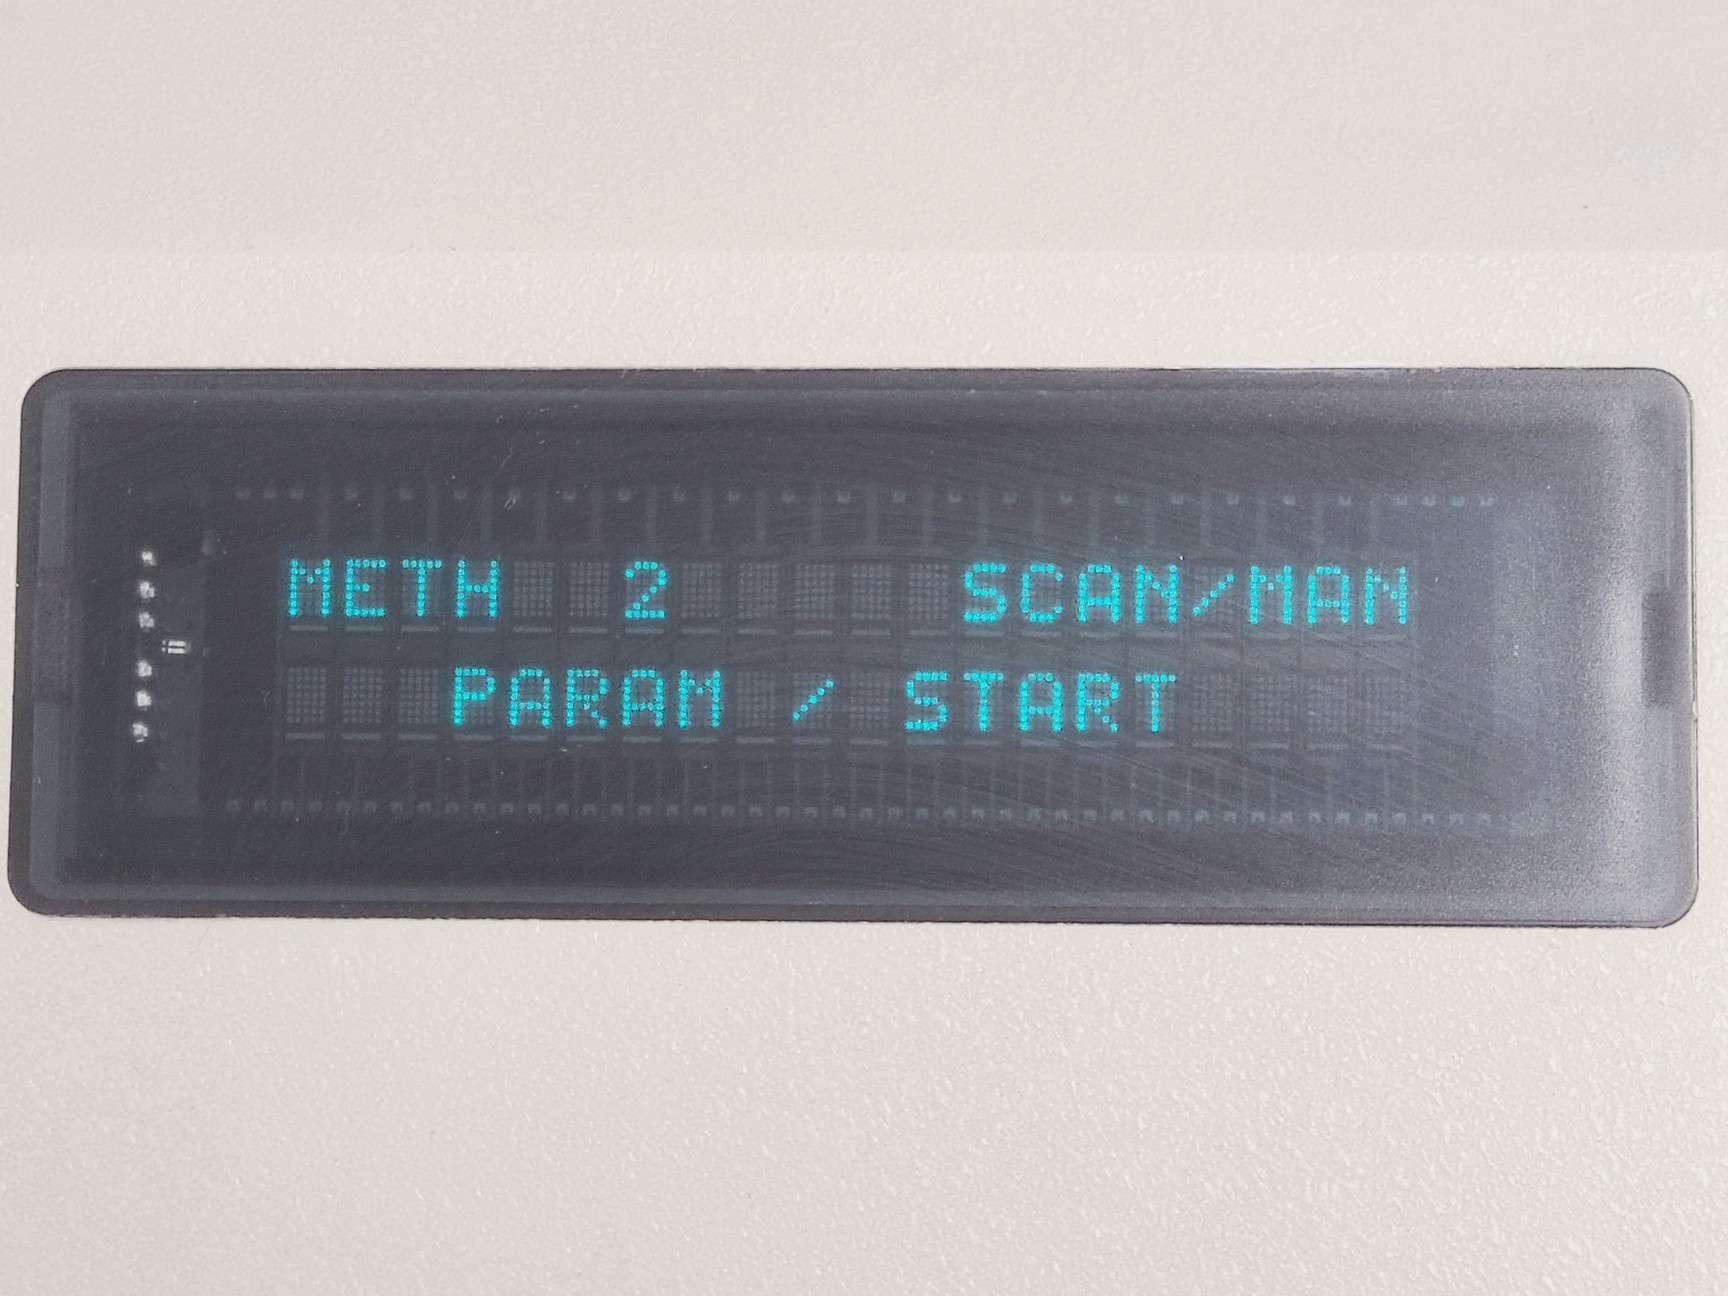 METH  2     SCAN/MAN
PARAM / START